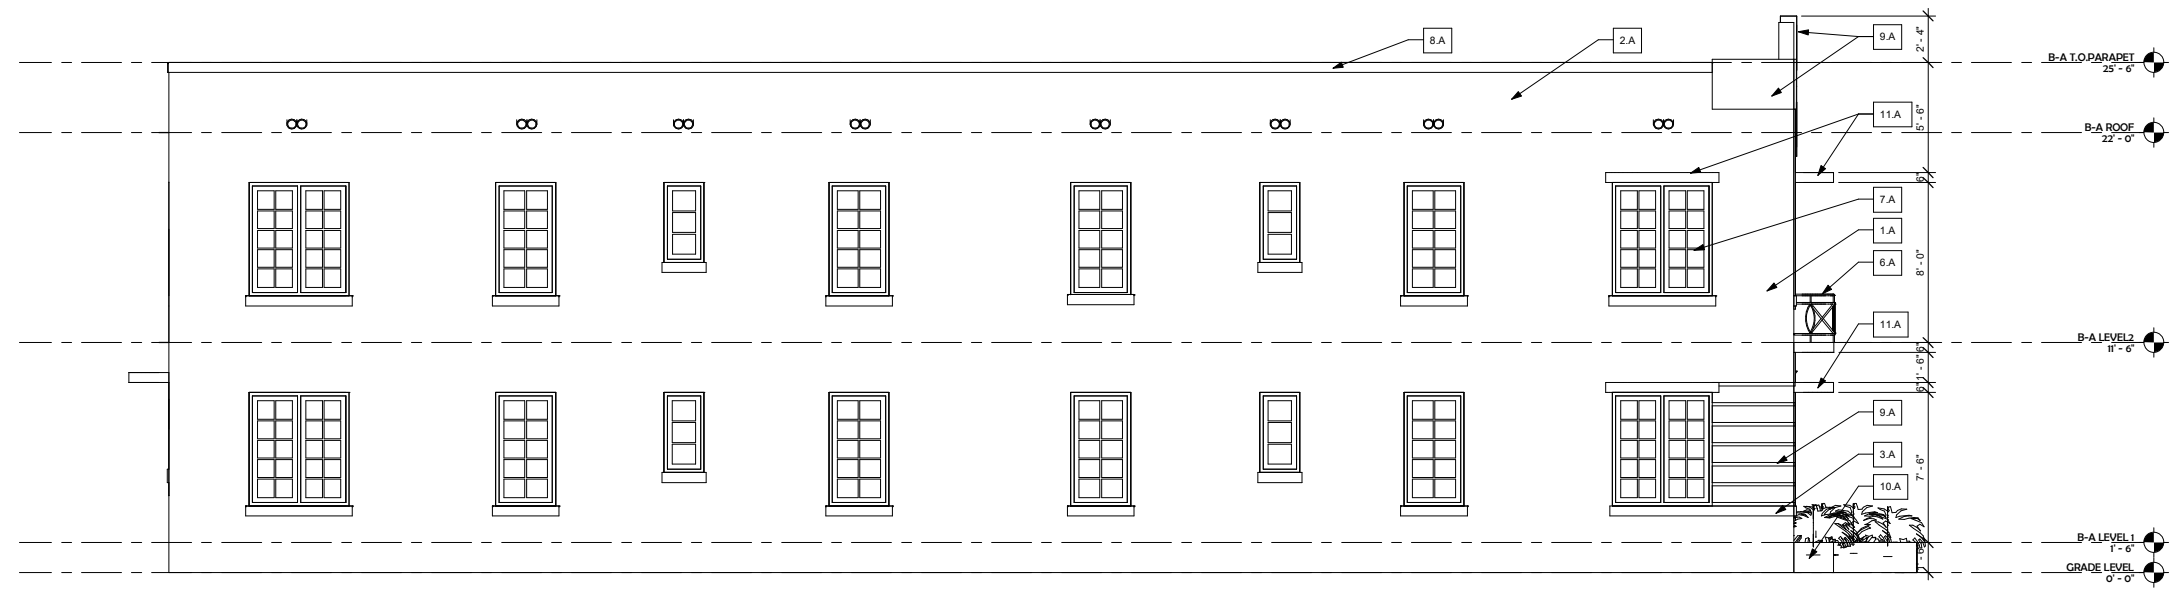 8.A
2.A
9.A
2' - 4"
B-A T.O.PARAPET
25' - 6"
11.A
5' - 6"
B-A ROOF
22' - 0"
6"
7.A
1.A
8' - 0"
6.A
11.A
B-A LEVEL2
11' - 6"
6"
1' - 6"
6"
9.A
3.A
7' - 6"
10.A
B-A LEVEL 1
1' - 6"
GRADE LEVEL
0' - 0"